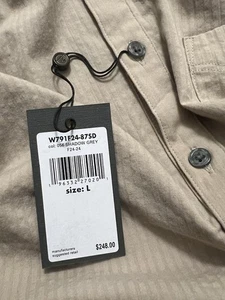 W791F24-875D
col. 056 SHADOW GREY
F24-24
size: L
manufacturers
suggested retail
$248.00